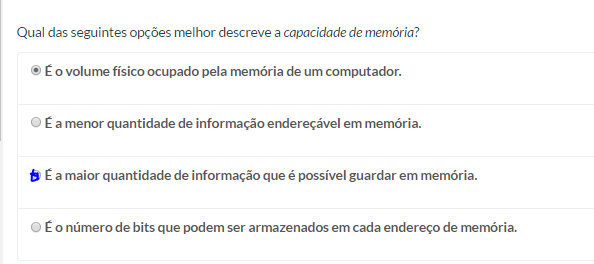 Qual das seguintes opções melhor descreve a capacidade de memória?
É o volume físico ocupado pela memória de um computador.
É a menor quantidade de informação endereçável em memória.
É a maior quantidade de informação que é possível guardar em memória.
É o número de bits que podem ser armazenados em cada endereço de memória.